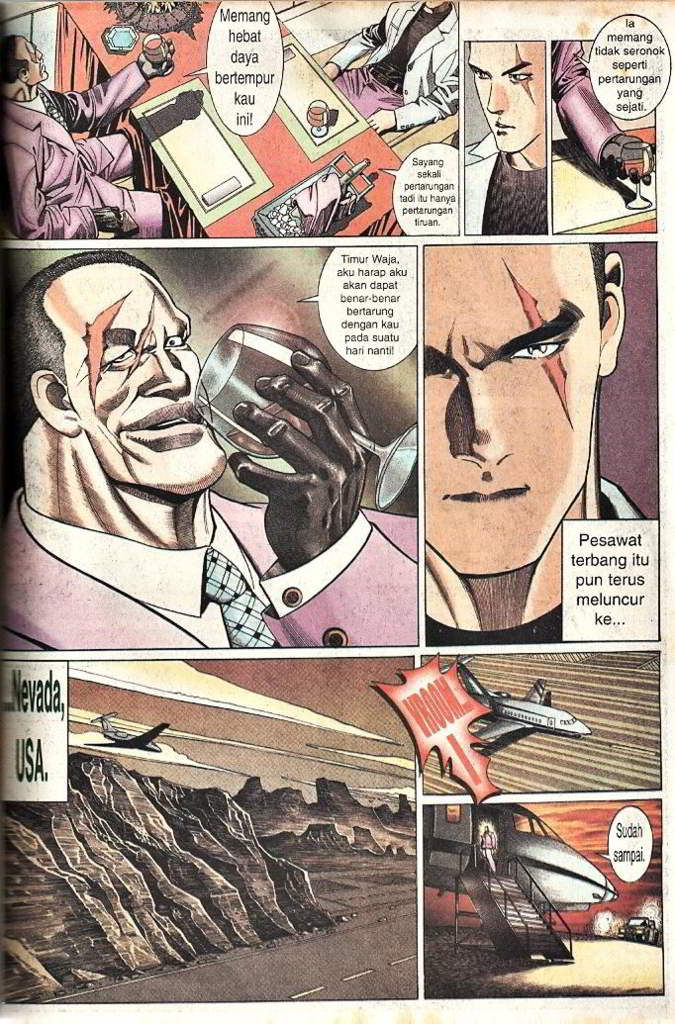 Memang
hebat
daya
bertempur
kau
ini!
Sayang
sekali
pertarungan
tadi itu hanya
pertarungan
tiruan.
Ia
memang
tidak seronok
seperti
pertarungan
yang
sejati.
Timur Waja,
aku harap aku
akan dapat
benar-benar
bertarung
dengan kau
pada suatu
hari nanti!
Pesawat
terbang itu
pun terus
meluncur
ke...
...Nevada,
USA.
VROOM..
!
Sudah
sampai.